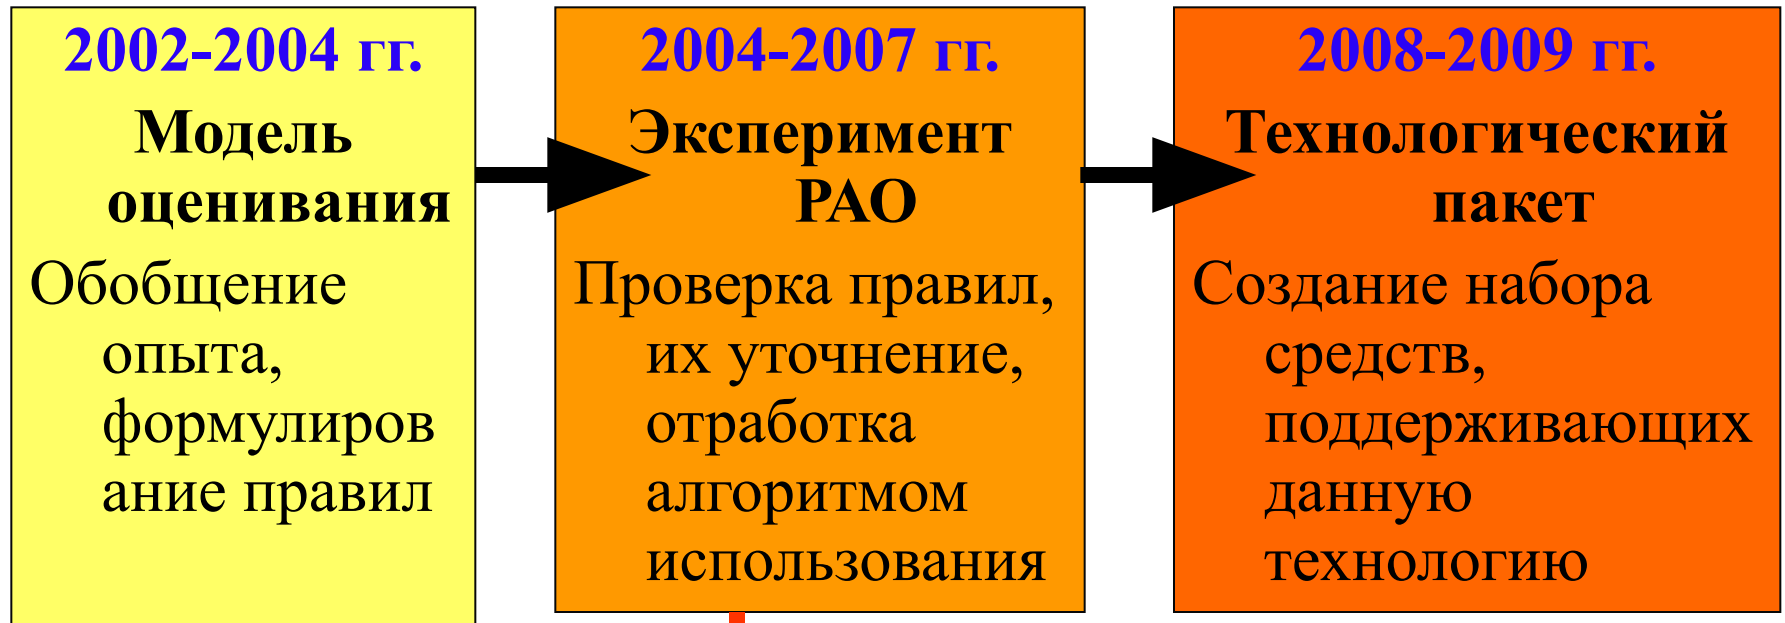 2002-2004 гг.
Модель
оценивания
Обобщение
опыта,
формулиров
ание правил
2004-2007 гг.
Эксперимент
РАО
Проверка правил,
их уточнение,
отработка
алгоритмом
использования
2008-2009 гг.
Технологический
пакет
Создание набора
средств,
поддерживающих
данную
технологию